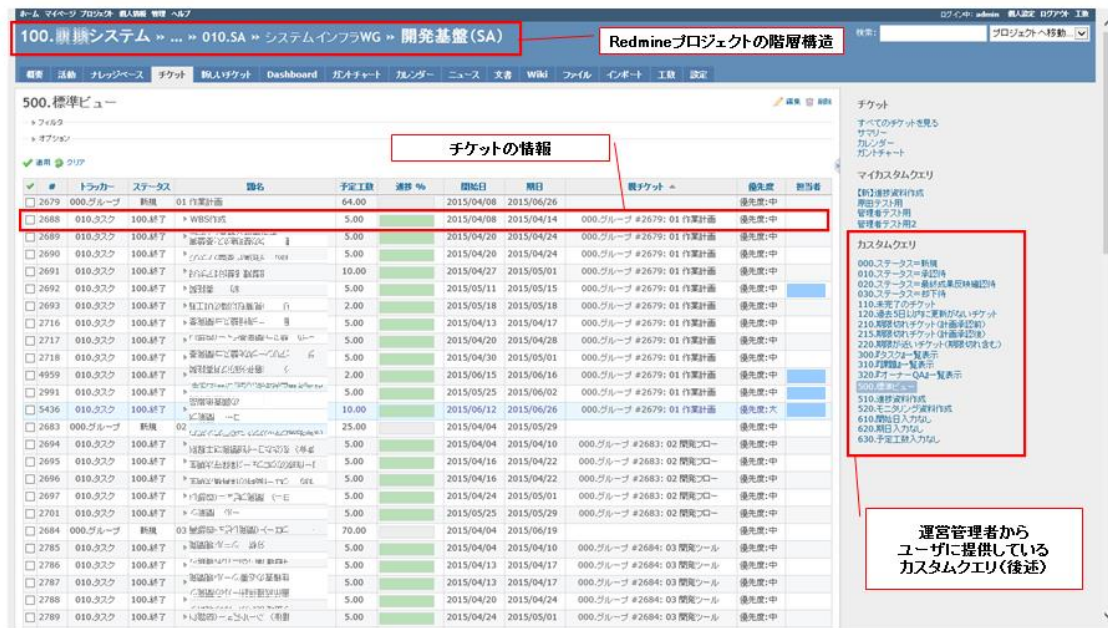 ホーム マイページ プロジェクト 個人情報 管理 ヘルプ
ログイン中: admin 個人設定 ログアウト 工数
100. システム » ... » 010.SA » システムインフラWG » 開発基盤(SA)
Redmineプロジェクトの階層構造
検索:
プロジェクトへ移動...
概要 活動 ナレッジベース チケット 新しいチケット Dashboard ガントチャート カレンダー ニュース 文書 Wiki ファイル インポート 工数 設定
500.標準ビュー
編集 削除
フィルタ
オプション
適用 クリア
チケットの情報
# トラッカー ステータス 題名 予定工数 進捗 % 開始日 期日 親チケット 優先度 担当者
2679 000.グループ 新規 01 作業計画 64.00 2015/04/08 2015/06/26 優先度:中
2688 010.タスク 100.終了 WBS作成 5.00 2015/04/08 2015/04/14 000.グループ #2679: 01 作業計画 優先度:中
2689 010.タスク 100.終了 5.00 2015/04/20 2015/04/24 000.グループ #2679: 01 作業計画 優先度:中
2690 010.タスク 100.終了 5.00 2015/04/20 2015/04/24 000.グループ #2679: 01 作業計画 優先度:中
2691 010.タスク 100.終了 10.00 2015/04/27 2015/05/01 000.グループ #2679: 01 作業計画 優先度:中
2692 010.タスク 100.終了 5.00 2015/05/11 2015/05/15 000.グループ #2679: 01 作業計画 優先度:中
2693 010.タスク 100.終了 2.00 2015/05/18 2015/05/18 000.グループ #2679: 01 作業計画 優先度:中
2716 010.タスク 100.終了 5.00 2015/04/13 2015/04/17 000.グループ #2679: 01 作業計画 優先度:中
2717 010.タスク 100.終了 5.00 2015/04/20 2015/04/28 000.グループ #2679: 01 作業計画 優先度:中
2718 010.タスク 100.終了 5.00 2015/04/30 2015/05/01 000.グループ #2679: 01 作業計画 優先度:中
4959 010.タスク 100.終了 2.00 2015/06/15 2015/06/16 000.グループ #2679: 01 作業計画 優先度:中
2991 010.タスク 100.終了 5.00 2015/05/25 2015/06/02 000.グループ #2679: 01 作業計画 優先度:中
5436 010.タスク 100.終了 10.00 2015/06/12 2015/06/26 000.グループ #2679: 01 作業計画 優先度:大
2683 000.グループ 新規 02 25.00 2015/04/04 2015/05/29 優先度:中
2694 010.タスク 100.終了 5.00 2015/04/04 2015/04/10 000.グループ #2683: 02 開発フロー 優先度:中
2695 010.タスク 100.終了 5.00 2015/04/16 2015/04/22 000.グループ #2683: 02 開発フロー 優先度:中
2696 010.タスク 100.終了 5.00 2015/04/16 2015/04/22 000.グループ #2683: 02 開発フロー 優先度:中
2697 010.タスク 100.終了 5.00 2015/04/24 2015/05/01 000.グループ #2683: 02 開発フロー 優先度:中
2701 010.タスク 100.終了 5.00 2015/05/25 2015/05/29 000.グループ #2683: 02 開発フロー 優先度:中
2684 000.グループ 新規 03 70.00 2015/04/04 2015/06/19 優先度:中
2785 010.タスク 100.終了 5.00 2015/04/04 2015/04/10 000.グループ #2684: 03 開発ツール 優先度:中
2786 010.タスク 100.終了 5.00 2015/04/13 2015/04/17 000.グループ #2684: 03 開発ツール 優先度:中
2787 010.タスク 100.終了 5.00 2015/04/13 2015/04/17 000.グループ #2684: 03 開発ツール 優先度:中
2788 010.タスク 100.終了 5.00 2015/04/20 2015/04/24 000.グループ #2684: 03 開発ツール 優先度:中
2789 010.タスク 100.終了 5.00 2015/04/24 2015/05/01 000.グループ #2684: 03 開発ツール 優先度:中
チケット
すべてのチケットを見る
サマリー
カレンダー
ガントチャート
マイカスタムクエリ
【新】進捗資料作成
原田テスト用
管理者テスト用
管理者テスト用2
カスタムクエリ
000.ステータス=新規
010.ステータス=承認待
020.ステータス=最終成果反映確認待
030.ステータス=却下待
110.未完了のチケット
120.過去5日以内に更新がないチケット
210.期限切れチケット(計画承認前)
215.期限切れチケット(計画承認後)
220.期限が近いチケット(期限切れ含む)
300.『タスク』一覧表示
310.『課題』一覧表示
320.『オーナーQA』一覧表示
500.標準ビュー
510.進捗資料作成
520.モニタリング資料作成
610.開始日入力なし
620.期日入力なし
630.予定工数入力なし
運営管理者から
ユーザに提供している
カスタムクエリ(後述)